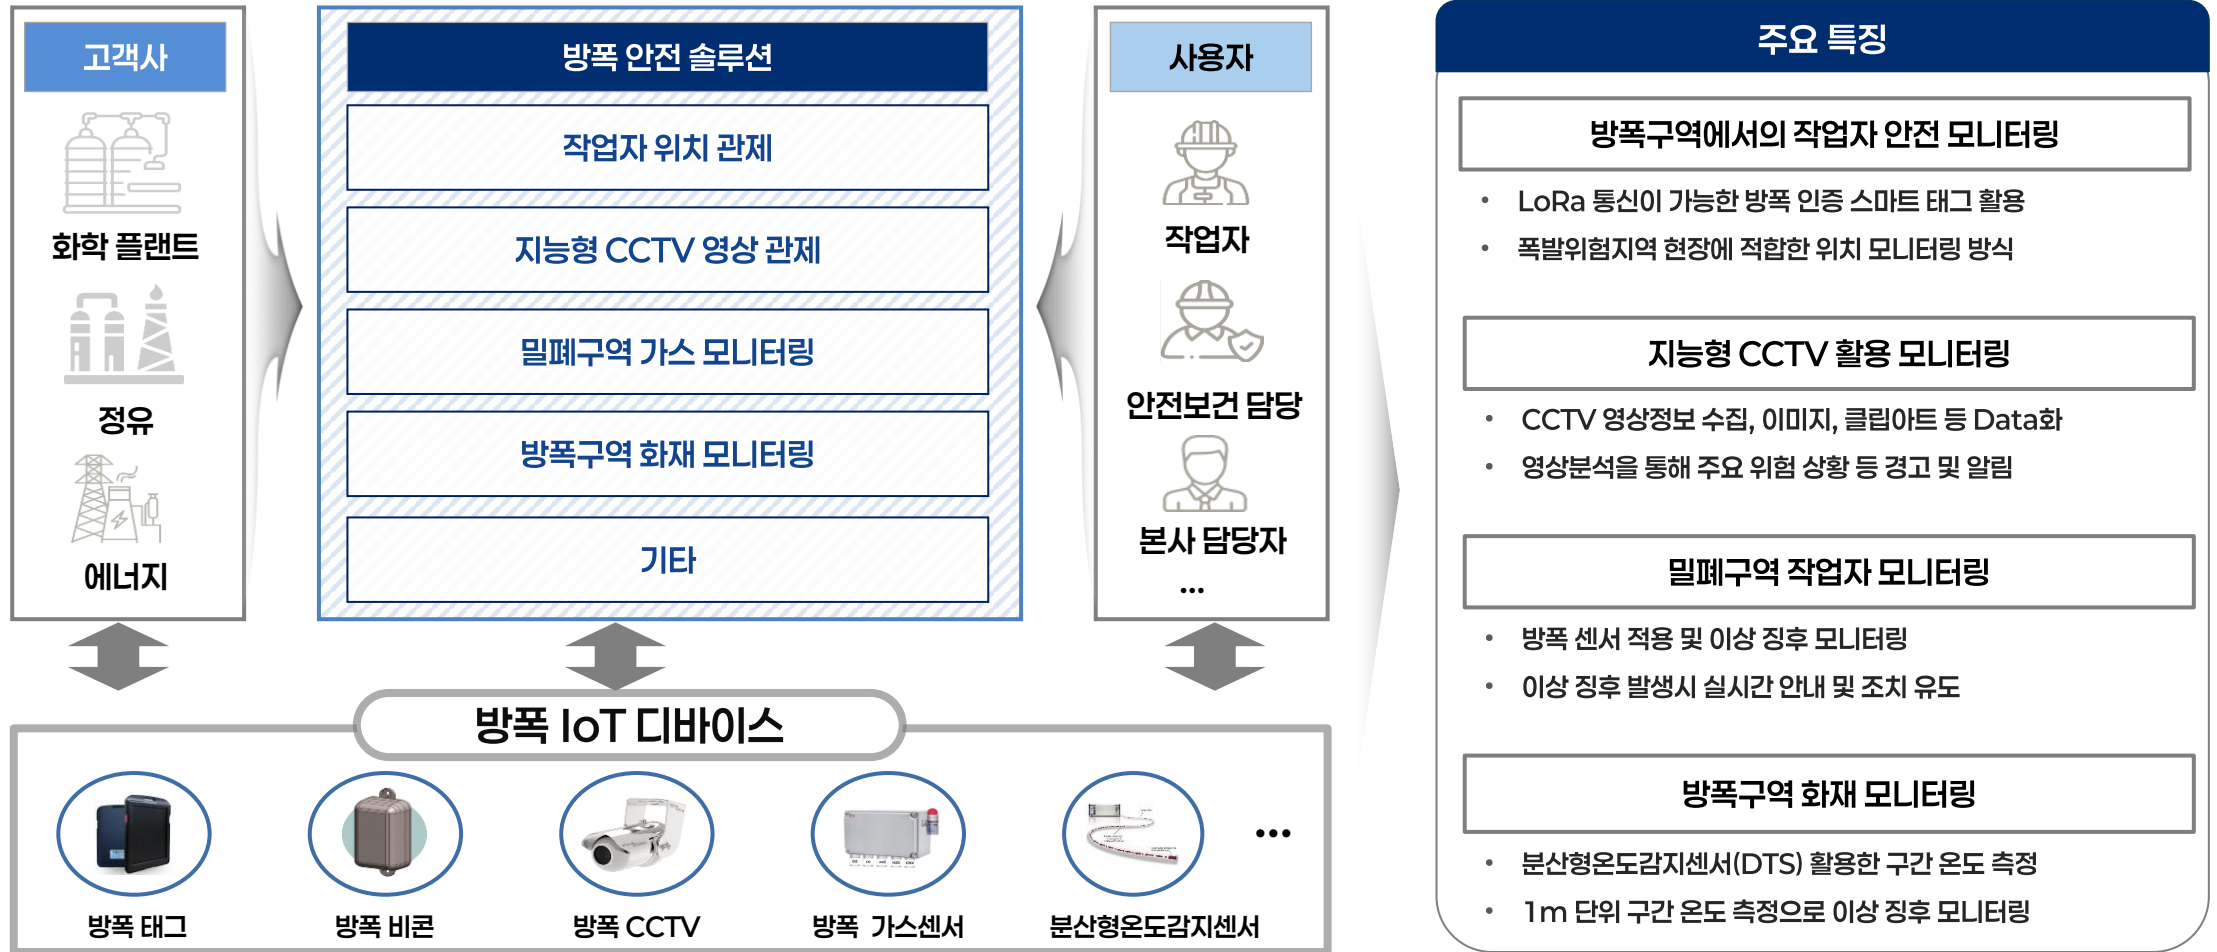 고객사
화학 플랜트
정유
에너지
방폭 안전 솔루션
작업자 위치 관제
지능형 CCTV 영상 관제
밀폐구역 가스 모니터링
방폭구역 화재 모니터링
기타
사용자
작업자
안전보건 담당
본사 담당자
...
방폭 IoT 디바이스
방폭 태그
방폭 비콘
방폭 CCTV
방폭 가스센서
분산형온도감지센서
...
주요 특징
방폭구역에서의 작업자 안전 모니터링
• LoRa 통신이 가능한 방폭 인증 스마트 태그 활용
• 폭발위험지역 현장에 적합한 위치 모니터링 방식
지능형 CCTV 활용 모니터링
• CCTV 영상정보 수집, 이미지, 클립아트 등 Data화
• 영상분석을 통해 주요 위험 상황 등 경고 및 알림
밀폐구역 작업자 모니터링
• 방폭 센서 적용 및 이상 징후 모니터링
• 이상 징후 발생시 실시간 안내 및 조치 유도
방폭구역 화재 모니터링
• 분산형온도감지센서(DTS) 활용한 구간 온도 측정
• 1m 단위 구간 온도 측정으로 이상 징후 모니터링